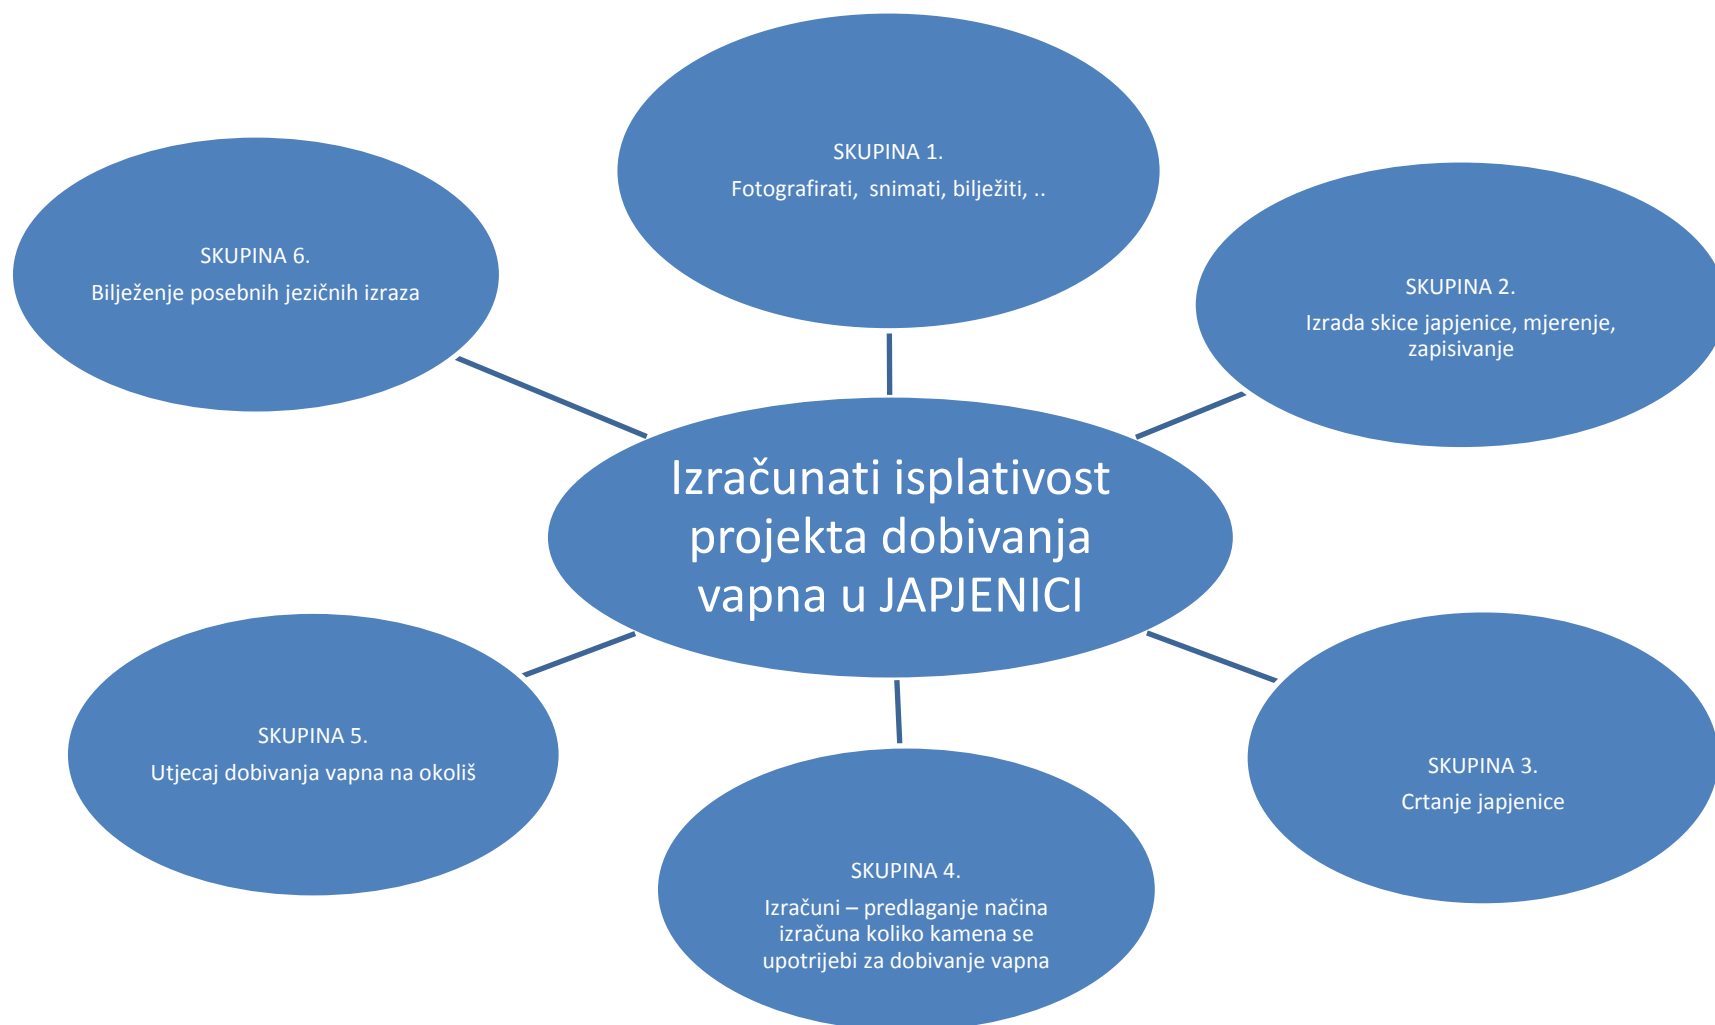 SKUPINA 1.
Fotografirati, snimati, bilježiti, ..
SKUPINA 6.
Bilježenje posebnih jezičnih izraza
SKUPINA 2.
Izrada skice japjenice, mjerenje,
zapisivanje
Izračunati isplativost
projekta dobivanja
vapna u JAPJENICI
SKUPINA 5.
Utjecaj dobivanja vapna na okoliš
SKUPINA 3.
Crtanje japjenice
SKUPINA 4.
Izračuni – predlaganje načina
izračuna koliko kamena se
upotrijebi za dobivanje vapna